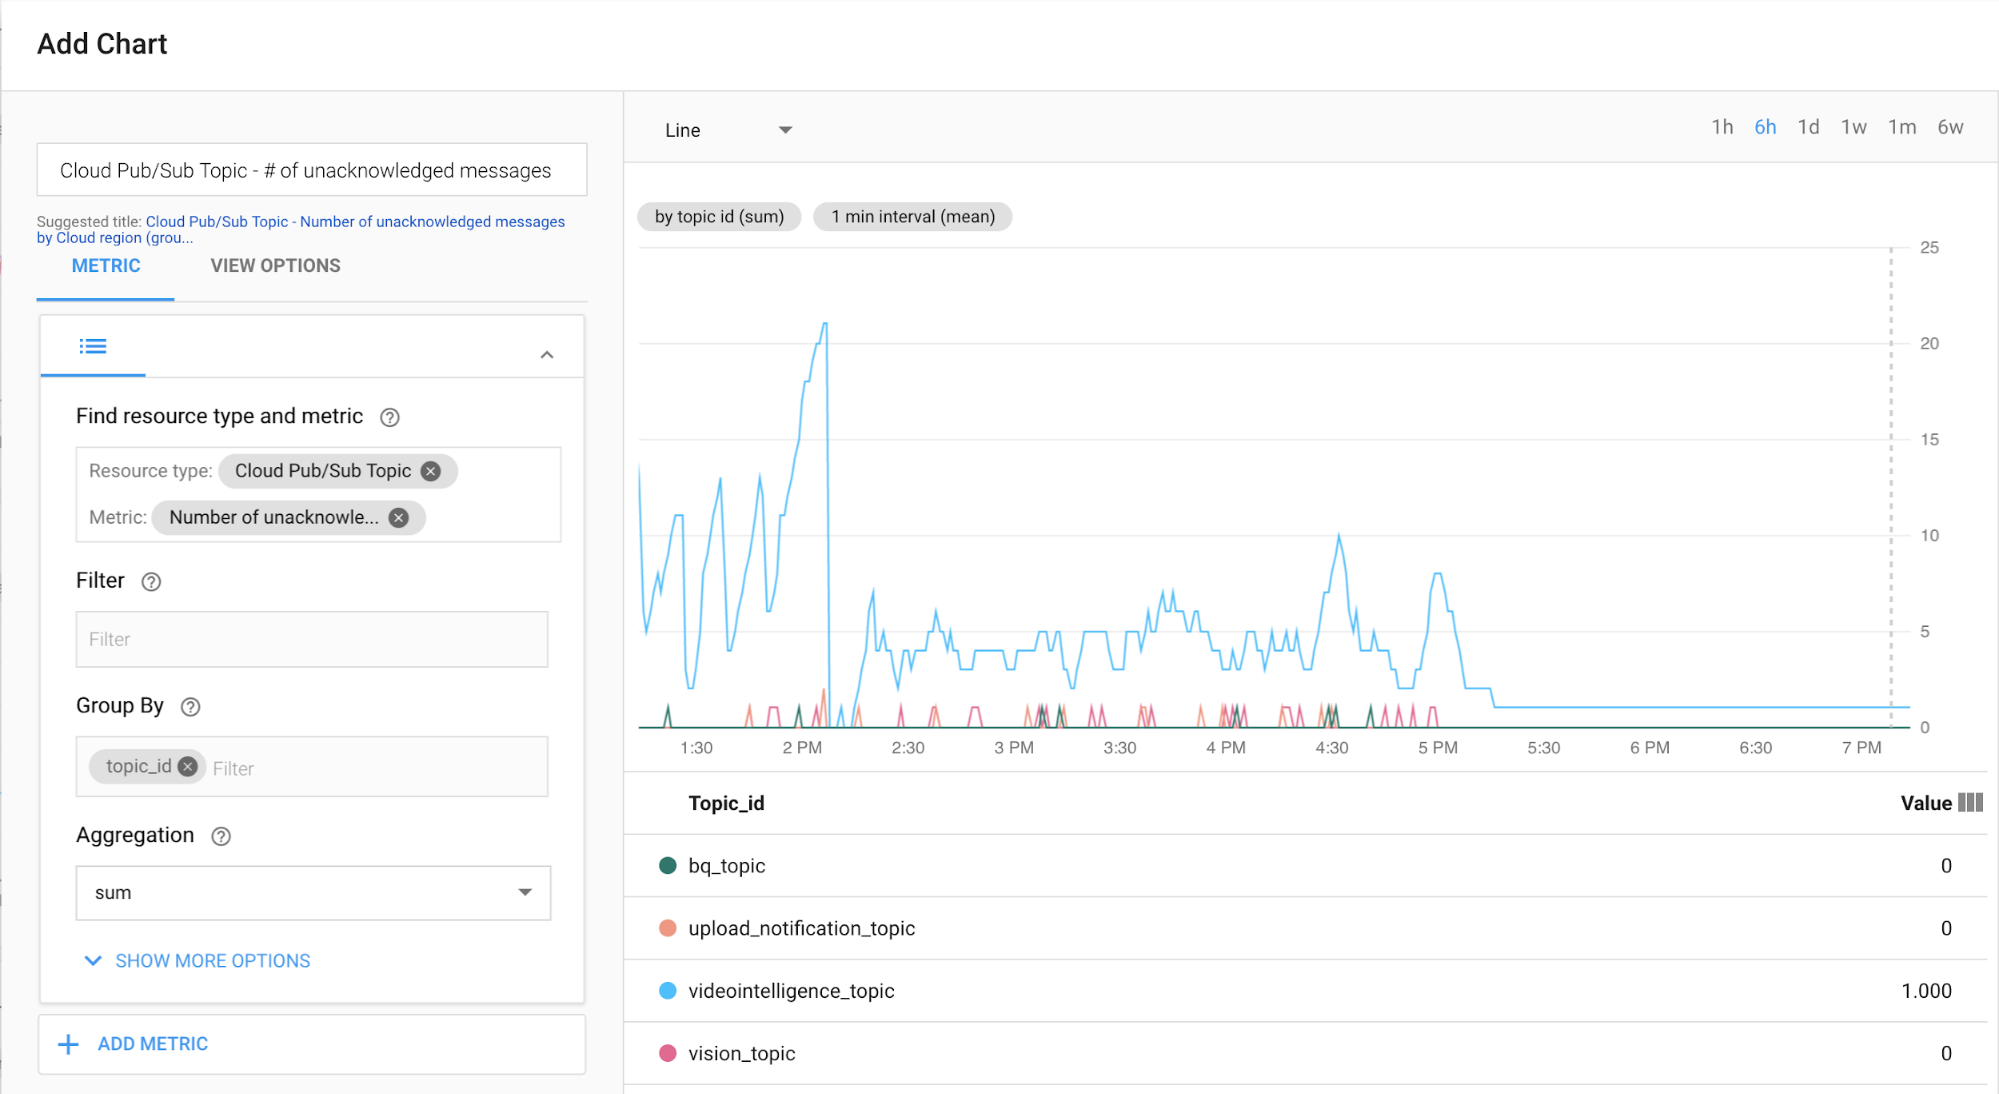 Add Chart
Cloud Pub/Sub Topic - # of unacknowledged messages
Suggested title: Cloud Pub/Sub Topic - Number of unacknowledged messages
by Cloud region (grou...
METRIC VIEW OPTIONS
Find resource type and metric ?
Resource type: Cloud Pub/Sub Topic
Metric: Number of unacknowle...
Filter ?
Filter
Group By ?
topic_id Filter
Aggregation ?
sum
SHOW MORE OPTIONS
+ ADD METRIC
Line
1h 6h 1d 1w 1m 6w
by topic id (sum) 1 min interval (mean)
25
20
15
10
5
0
1:30 2 PM 2:30 3 PM 3:30 4 PM 4:30 5 PM 5:30 6 PM 6:30 7 PM
Topic_id Value
bq_topic 0
upload_notification_topic 0
videointelligence_topic 1.000
vision_topic 0